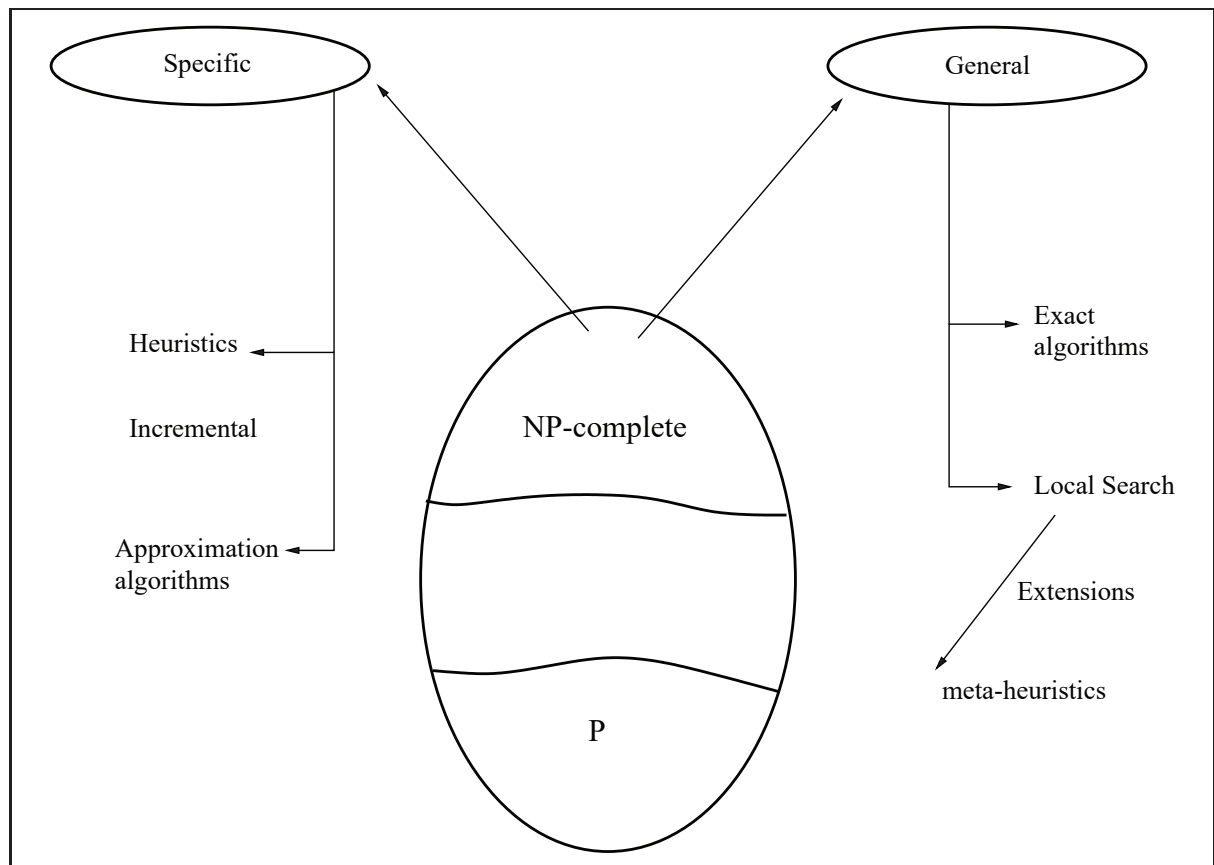 Specific
General
Heuristics
Incremental
Approximation
algorithms
NP-complete
P
Exact
algorithms
Local Search
Extensions
meta-heuristics